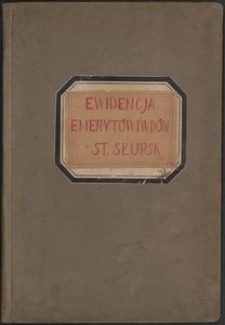 EWIDENCJA
EMERYTÓW I WDÓW
ST. SŁUPSK